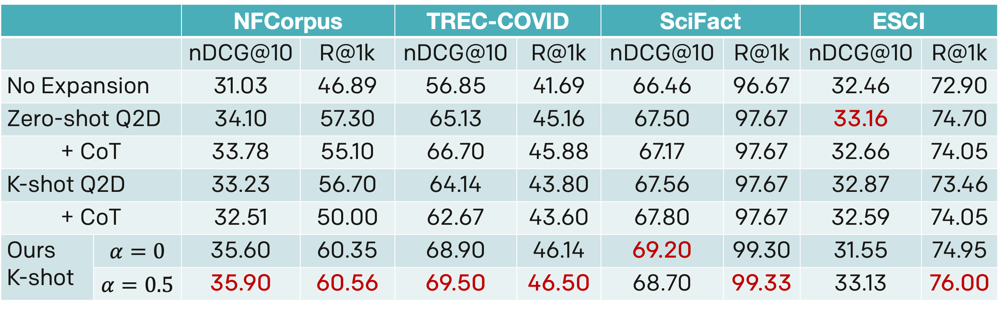 NFCorpus TREC-COVID SciFact ESCI
nDCG@10 R@1k nDCG@10 R@1k nDCG@10 R@1k nDCG@10 R@1k
No Expansion 31.03 46.89 56.85 41.69 66.46 96.67 32.46 72.90
Zero-shot Q2D 34.10 57.30 65.13 45.16 67.50 97.67 33.16 74.70
+ CoT 33.78 55.10 66.70 45.88 67.17 97.67 32.66 74.05
K-shot Q2D 33.23 56.70 64.14 43.80 67.56 97.67 32.87 73.46
+ CoT 32.51 50.00 62.67 43.60 67.80 97.67 32.59 74.05
Ours K-shot α = 0 35.60 60.35 68.90 46.14 69.20 99.30 31.55 74.95
α = 0.5 35.90 60.56 69.50 46.50 68.70 99.33 33.13 76.00